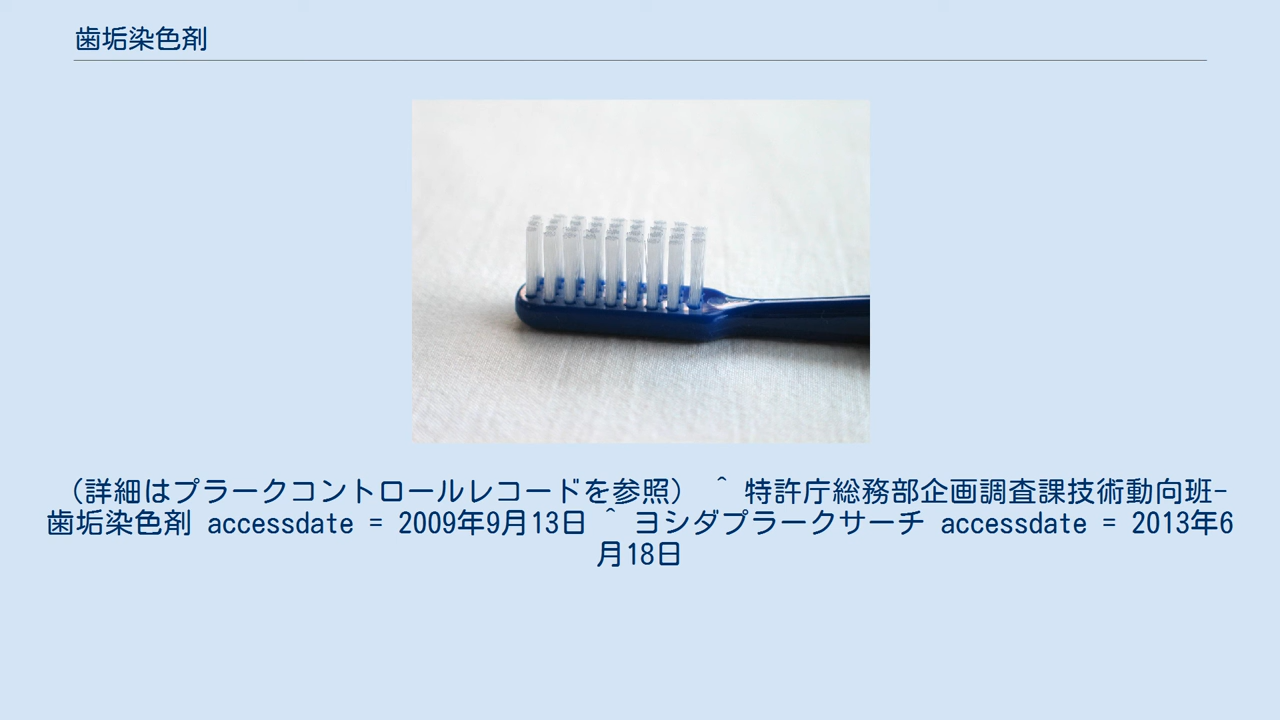 歯垢染色剤
（詳細はプラークコントロールレコードを参照） ^ 特許庁総務部企画調査課技術動向班-
歯垢染色剤 accessdate = 2009年9月13日 ^ ヨシダプラークサーチ accessdate = 2013年6
月18日